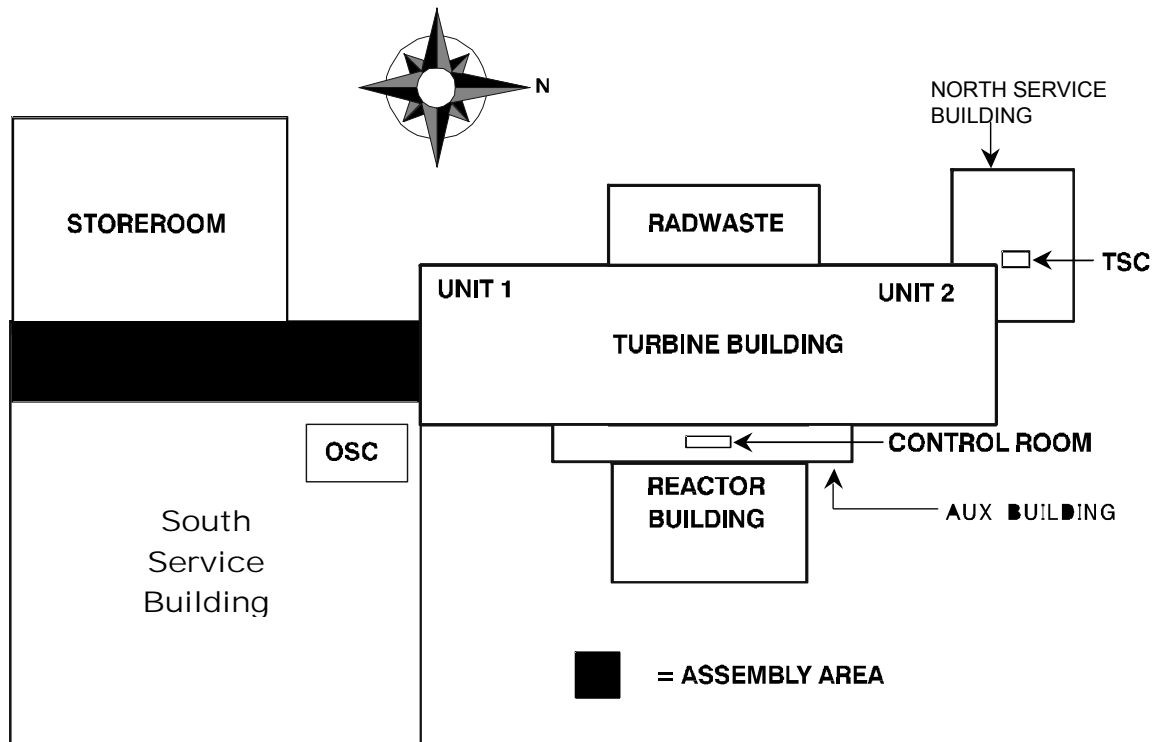 N
NORTH SERVICE
BUILDING
STOREROOM
RADWASTE
TSC
UNIT 1
UNIT 2
TURBINE BUILDING
OSC
CONTROL ROOM
REACTOR
BUILDING
AUX BUILDING
South
Service
Building
= ASSEMBLY AREA